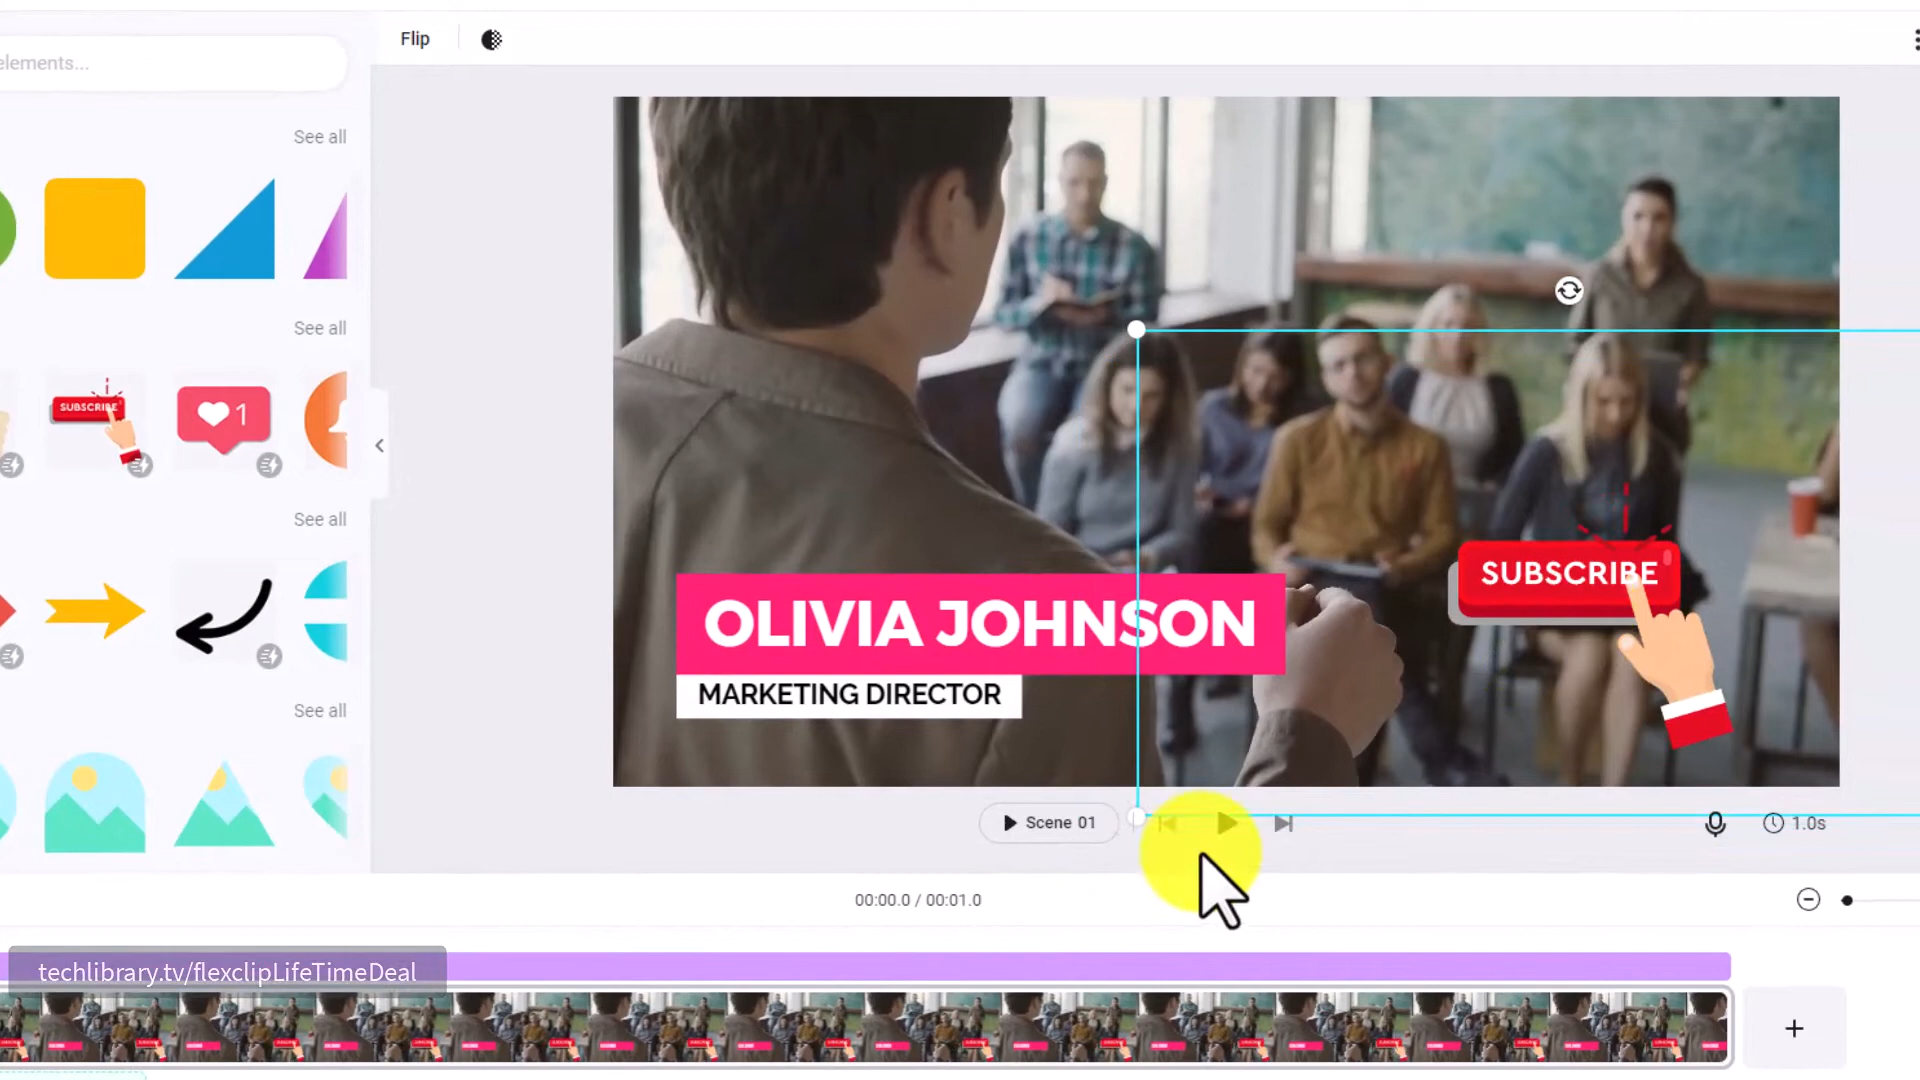 Flip
elements...
See all
See all
SUBSCRIBE
1
See all
See all
SUBSCRIBE
OLIVIA JOHNSON
MARKETING DIRECTOR
Scene 01
1.0s
00:00.0 / 00:01.0
techlibrary.tv/flexclipLifeTimeDeal